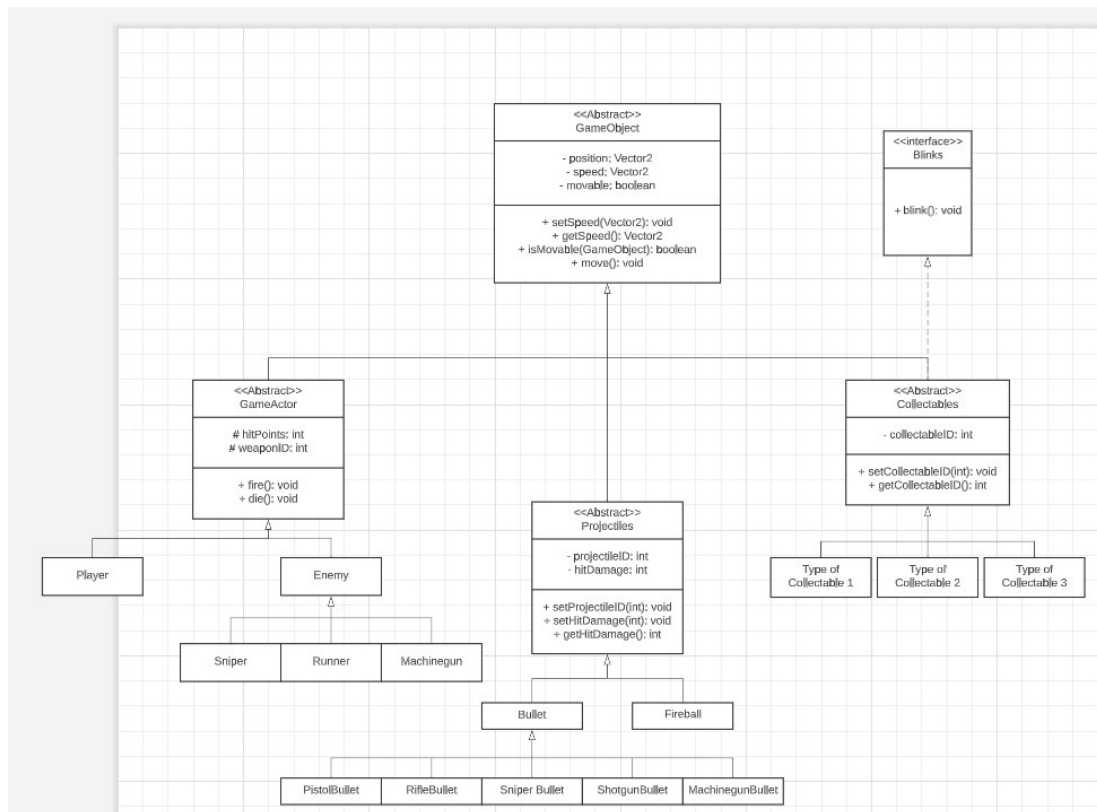 <<Abstract>>
GameObject
- position; Vector2
- speed; Vector2
- movable; boolean
+ setSpeed(Vector2): void
+ getSpeed(): Vector2
+ isMovable(GameObject): boolean
+ move(): void
<<interface>>
Blinks
+ blink(): void
<<Abstract>>
GameActor
# hitPoints: int
# weaponID: int
+ fire(): void
+ die(): void
<<Abstract>>
Collectables
- collectableID: int
+ setCollectableID(int): void
+ getCollectableID(): int
<<Abstract>>
Projectiles
- projectileID: int
- hitDamage: int
+ setProjectileID(int): void
+ setHitDamage(int): void
+ getHitDamage(): int
Player
Enemy
Type of
Collectable 1
Type of
Collectable 2
Type of
Collectable 3
Sniper
Runner
Machinegun
Bullet
Fireball
PistolBullet
RifleBullet
Sniper Bullet
ShotgunBullet
MachinegunBullet